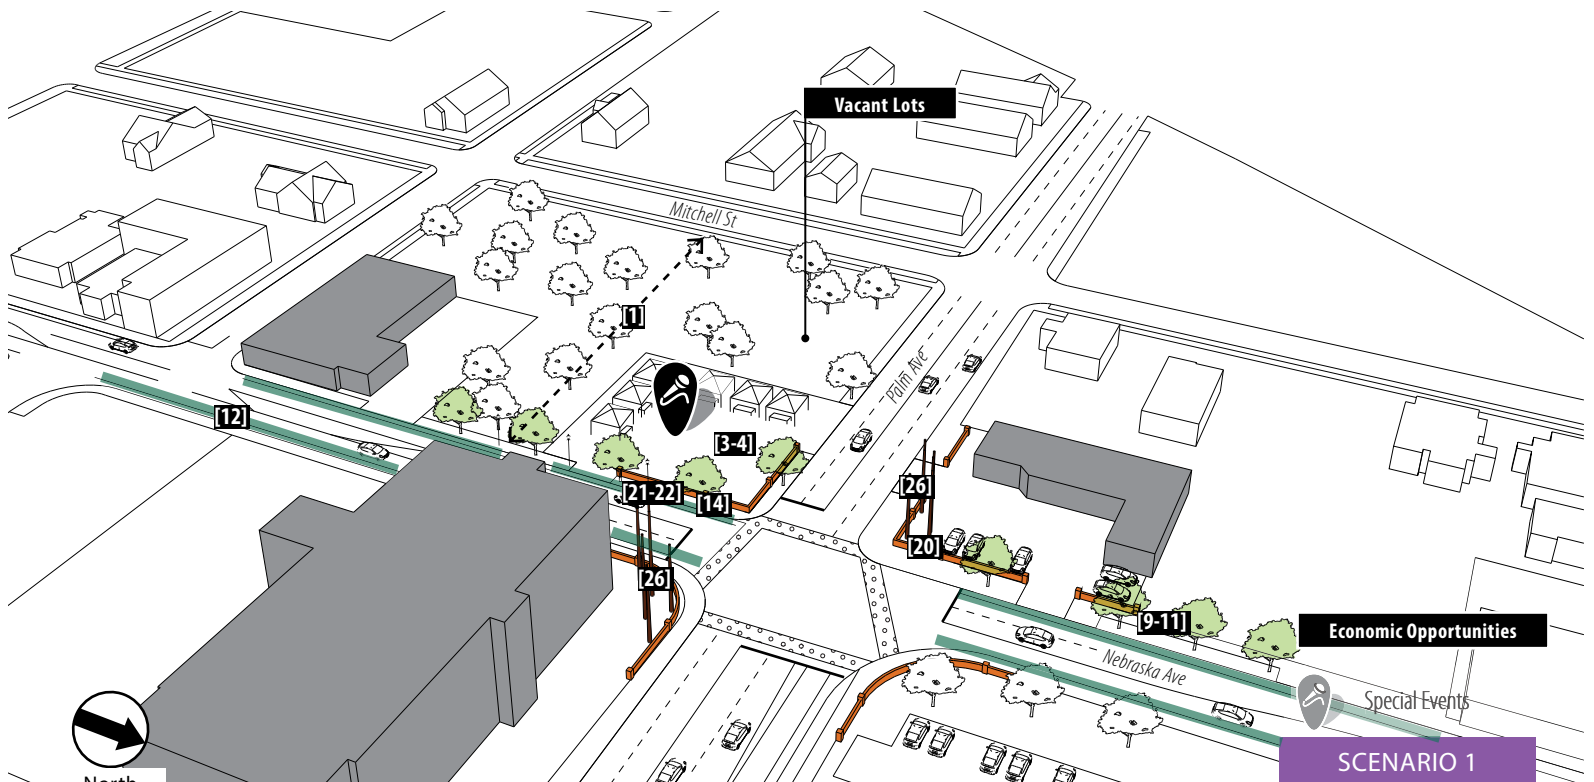 Vacant Lots
Mitchell St
[1]
Palm Ave
[12]
[3-4]
[26]
[21-22]
[14]
[20]
[26]
[9-11]
Economic Opportunities
Nebraska Ave
Special Events
SCENARIO 1
North